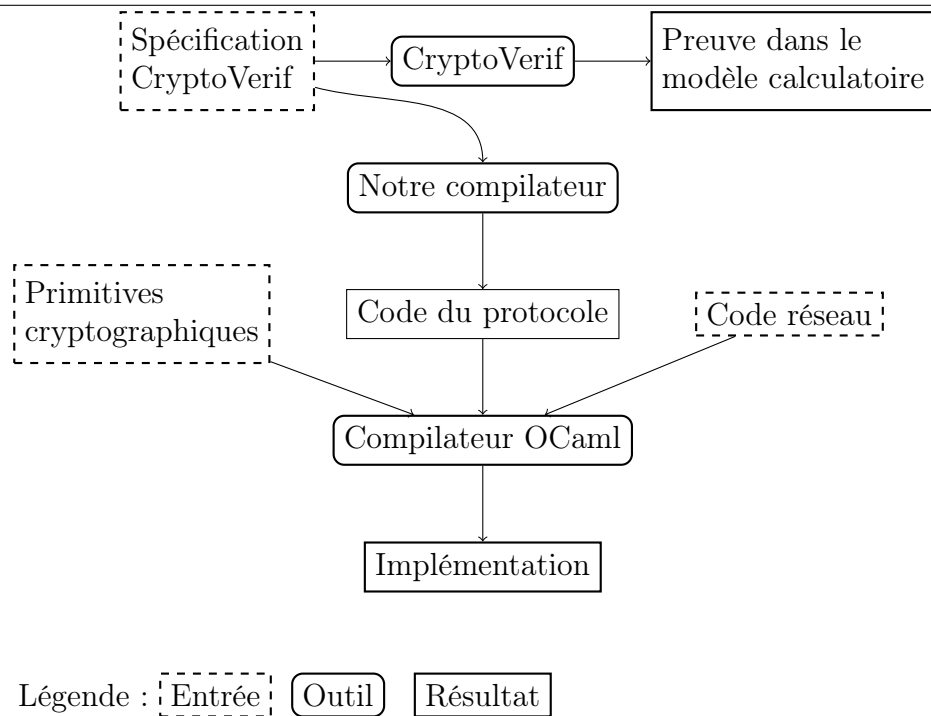 Spécification
CryptoVerif
CryptoVerif
Preuve dans le
modèle calculatoire
Notre compilateur
Primitives
cryptographiques
Code du protocole
Code réseau
Compilateur OCaml
Implémentation
Légende : Entrée Outil Résultat